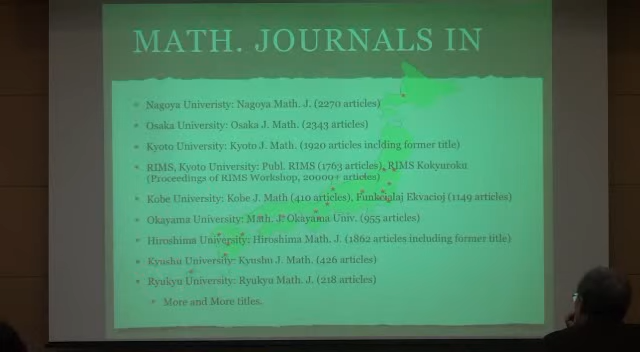 MATH. JOURNALS IN
Nagoya Univeristy: Nagoya Math. J. (2270 articles)
Osaka University: Osaka J. Math. (2343 articles)
Kyoto University: Kyoto J. Math. (1920 articles inclding former title)
RIMS, Kyoto University: Publ. RIMS (1763 articles), RIMS Kokyuroku
(Proceedings of RIMS Workshop, 20000+ articles)
Kobe University: Kobe J. Math (410 articles), Funkcialaj Ekvacioj (1149 articles)
Okayama University: Math. J. Okayama Univ. (955 articles)
Hiroshima University: Hiroshima Math. J. (1862 articles including former title)
Kyushu University: Kyushu J. Math. (426 articles)
Ryukyu University: Ryukyu Math. J. (218 articles)
More and More titles.